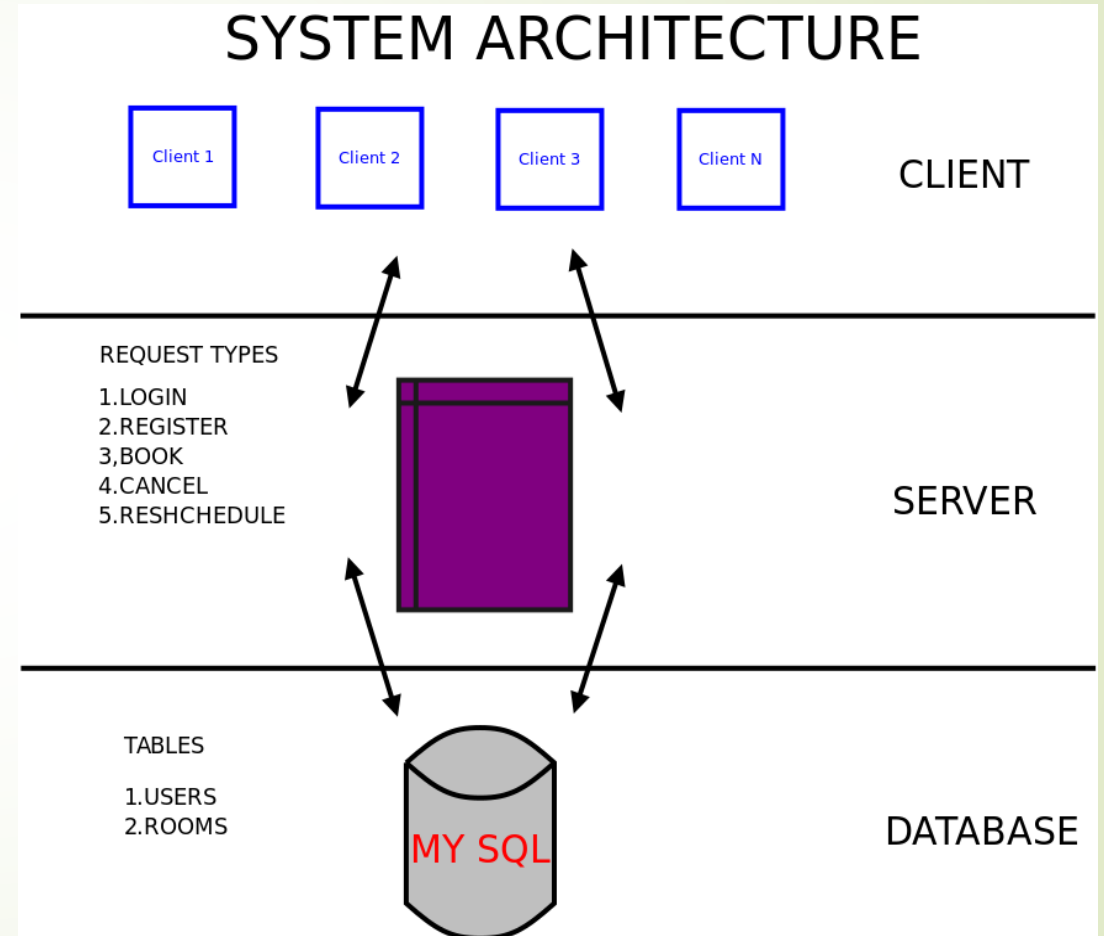 SYSTEM ARCHITECTURE
Client 1
Client 2
Client 3
Client N
CLIENT
REQUEST TYPES
1.LOGIN
2.REGISTER
3,BOOK
4.CANCEL
5.RESHCHEDULE
SERVER
TABLES
1.USERS
2.ROOMS
MY SQL
DATABASE